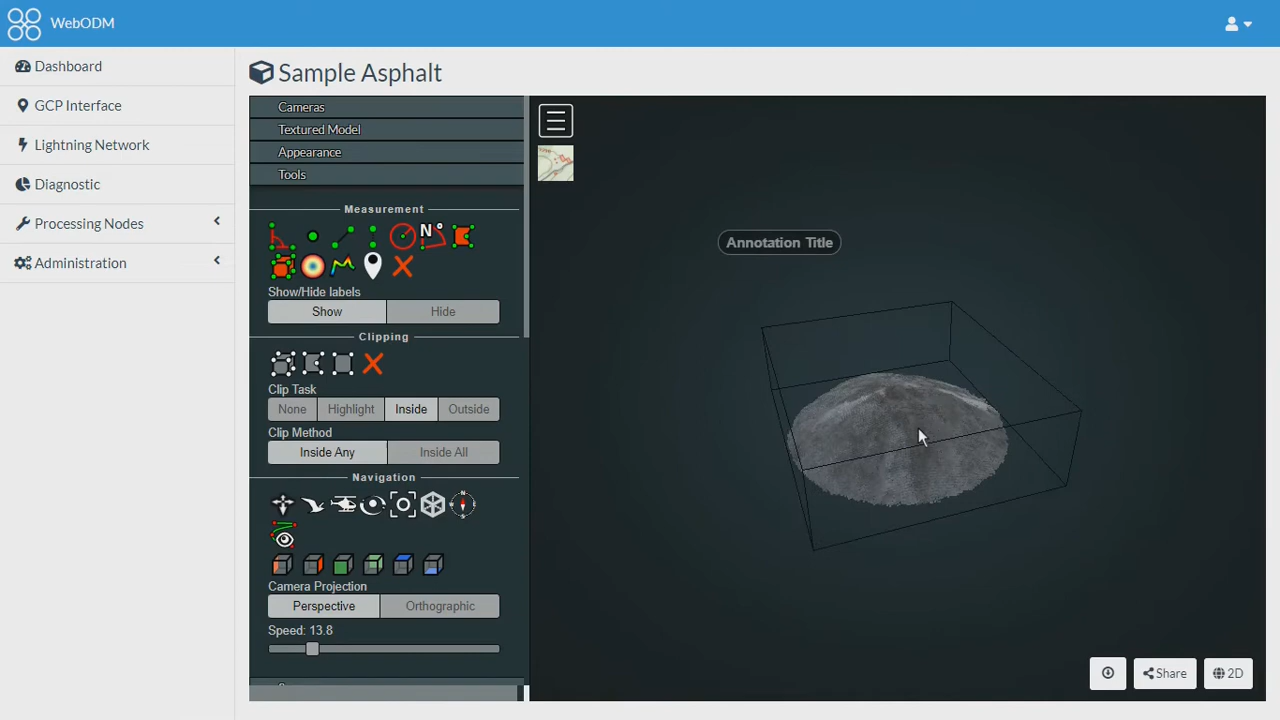 WebODM
Dashboard
GCP Interface
Lightning Network
Diagnostic
Processing Nodes
Administration
Sample Asphalt
Cameras
Textured Model
Appearance
Tools
Measurement
N°
Show/Hide labels
Show Hide
Clipping
Clip Task
None Highlight Inside Outside
Clip Method
Inside Any Inside All
Navigation
N
Camera Projection
Perspective Orthographic
Speed: 13.8
Annotation Title
Share 2D